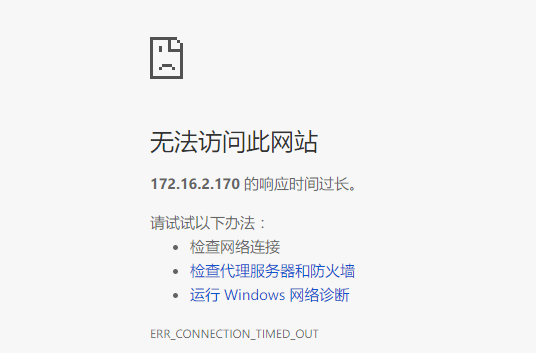 无法访问此网站
172.16.2.170 的响应时间过长。
请试试以下办法：
检查网络连接
检查代理服务器和防火墙
运行 Windows 网络诊断
ERR_CONNECTION_TIMED_OUT